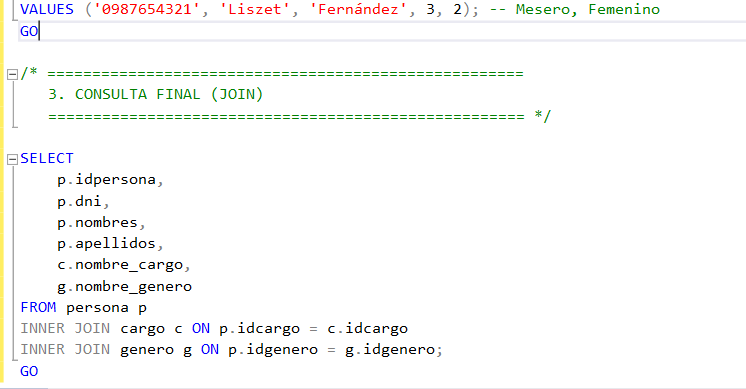 VALUES ('0987654321', 'Liszet', 'Fernández', 3, 2); -- Mesero, Femenino
GO
/* ====================================================
3. CONSULTA FINAL (JOIN)
==================================================== */
SELECT
p.idpersona,
p.dni,
p.nombres,
p.apellidos,
c.nombre_cargo,
g.nombre_genero
FROM persona p
INNER JOIN cargo c ON p.idcargo = c.idcargo
INNER JOIN genero g ON p.idgenero = g.idgenero;
GO